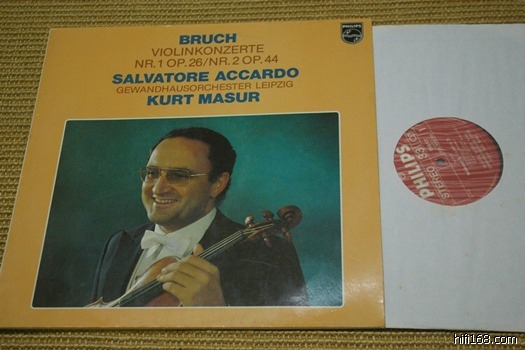 BRUCH
VIOLINKONZERTE
NR.1 OP.26/NR.2 OP.44
SALVATORE ACCARDO
GEWANDHAUSORCHESTER LEIPZIG
KURT MASUR
PHILIPS
PHILIPS
STEREO
hifi168.com